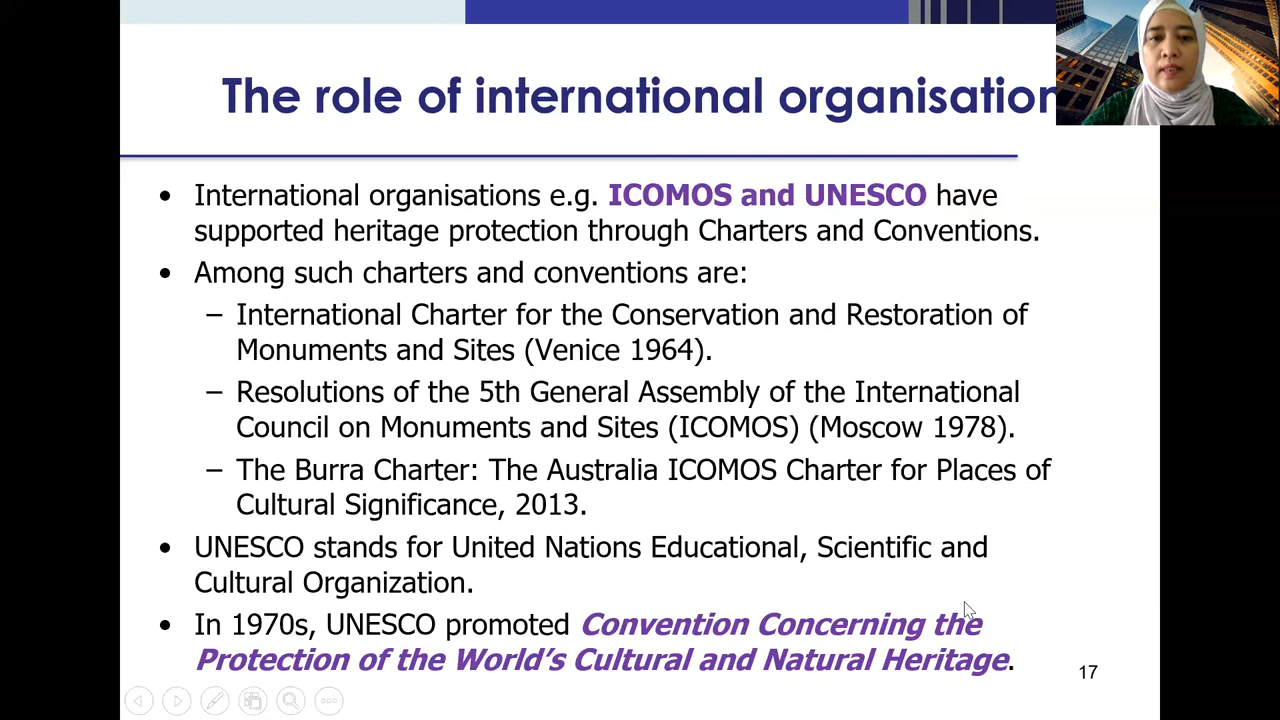 The role of international organisation
• International organisations e.g. ICOMOS and UNESCO have
supported heritage protection through Charters and Conventions.
• Among such charters and conventions are:
– International Charter for the Conservation and Restoration of
Monuments and Sites (Venice 1964).
– Resolutions of the 5th General Assembly of the International
Council on Monuments and Sites (ICOMOS) (Moscow 1978).
– The Burra Charter: The Australia ICOMOS Charter for Places of
Cultural Significance, 2013.
• UNESCO stands for United Nations Educational, Scientific and
Cultural Organization.
• In 1970s, UNESCO promoted Convention Concerning the
Protection of the World's Cultural and Natural Heritage.
17